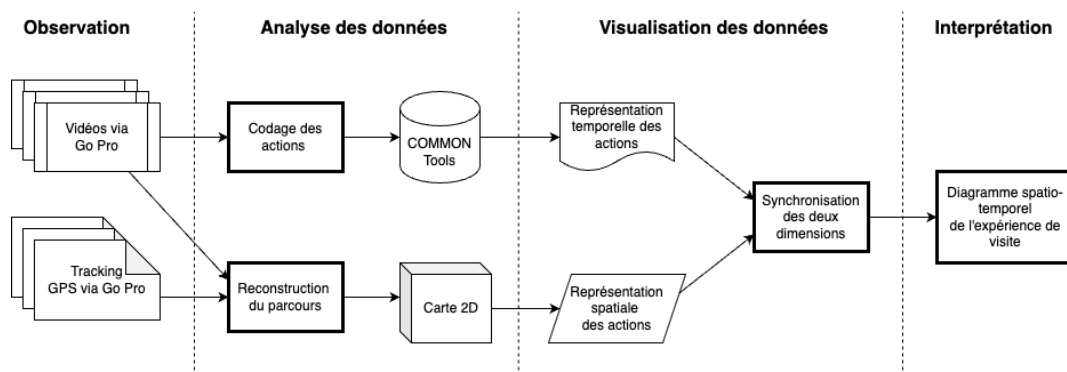 Observation
Analyse des données
Visualisation des données
Interprétation
Vidéos via
Go Pro
Codage des
actions
COMMON
Tools
Représentation
temporelle des
actions
Synchronisation
des deux
dimensions
Diagramme spatio-
temporel
de l'expérience de
visite
Tracking
GPS via Go Pro
Reconstruction
du parcours
Carte 2D
Représentation
spatiale
des actions